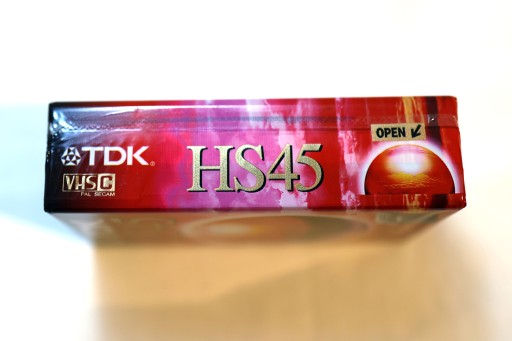 TDK®
VHS C
PAL SECAM
HS45
OPEN